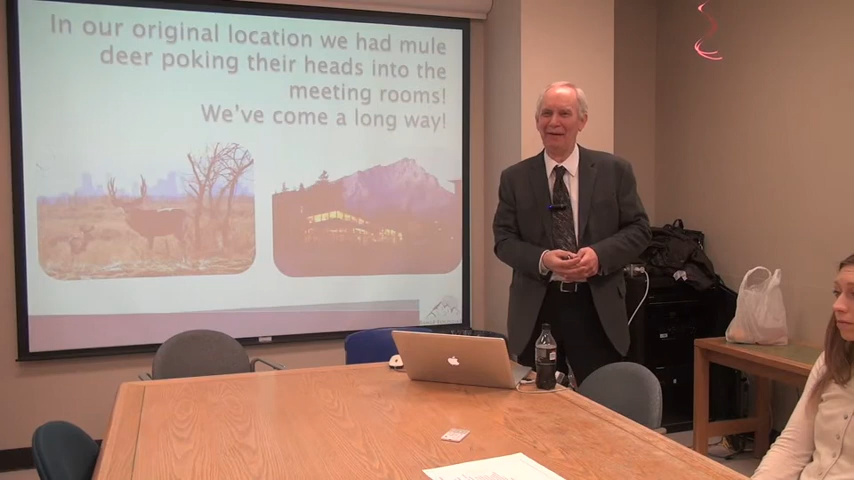 In our original location we had mule
deer poking their heads into the
meeting rooms!
We've come a long way!